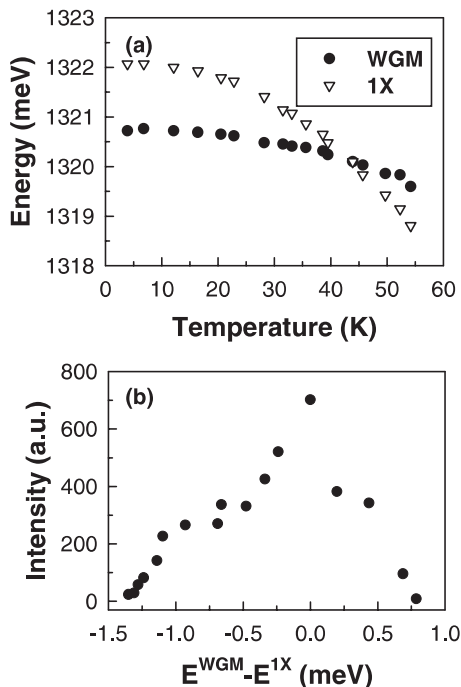 (a)
WGM
1X
1323
1322
1321
1320
1319
1318
Energy (meV)
0 10 20 30 40 50 60
Temperature (K)
(b)
800
600
400
200
0
Intensity (a.u.)
-1.5 -1.0 -0.5 0.0 0.5 1.0
E^WGM-E^1X (meV)